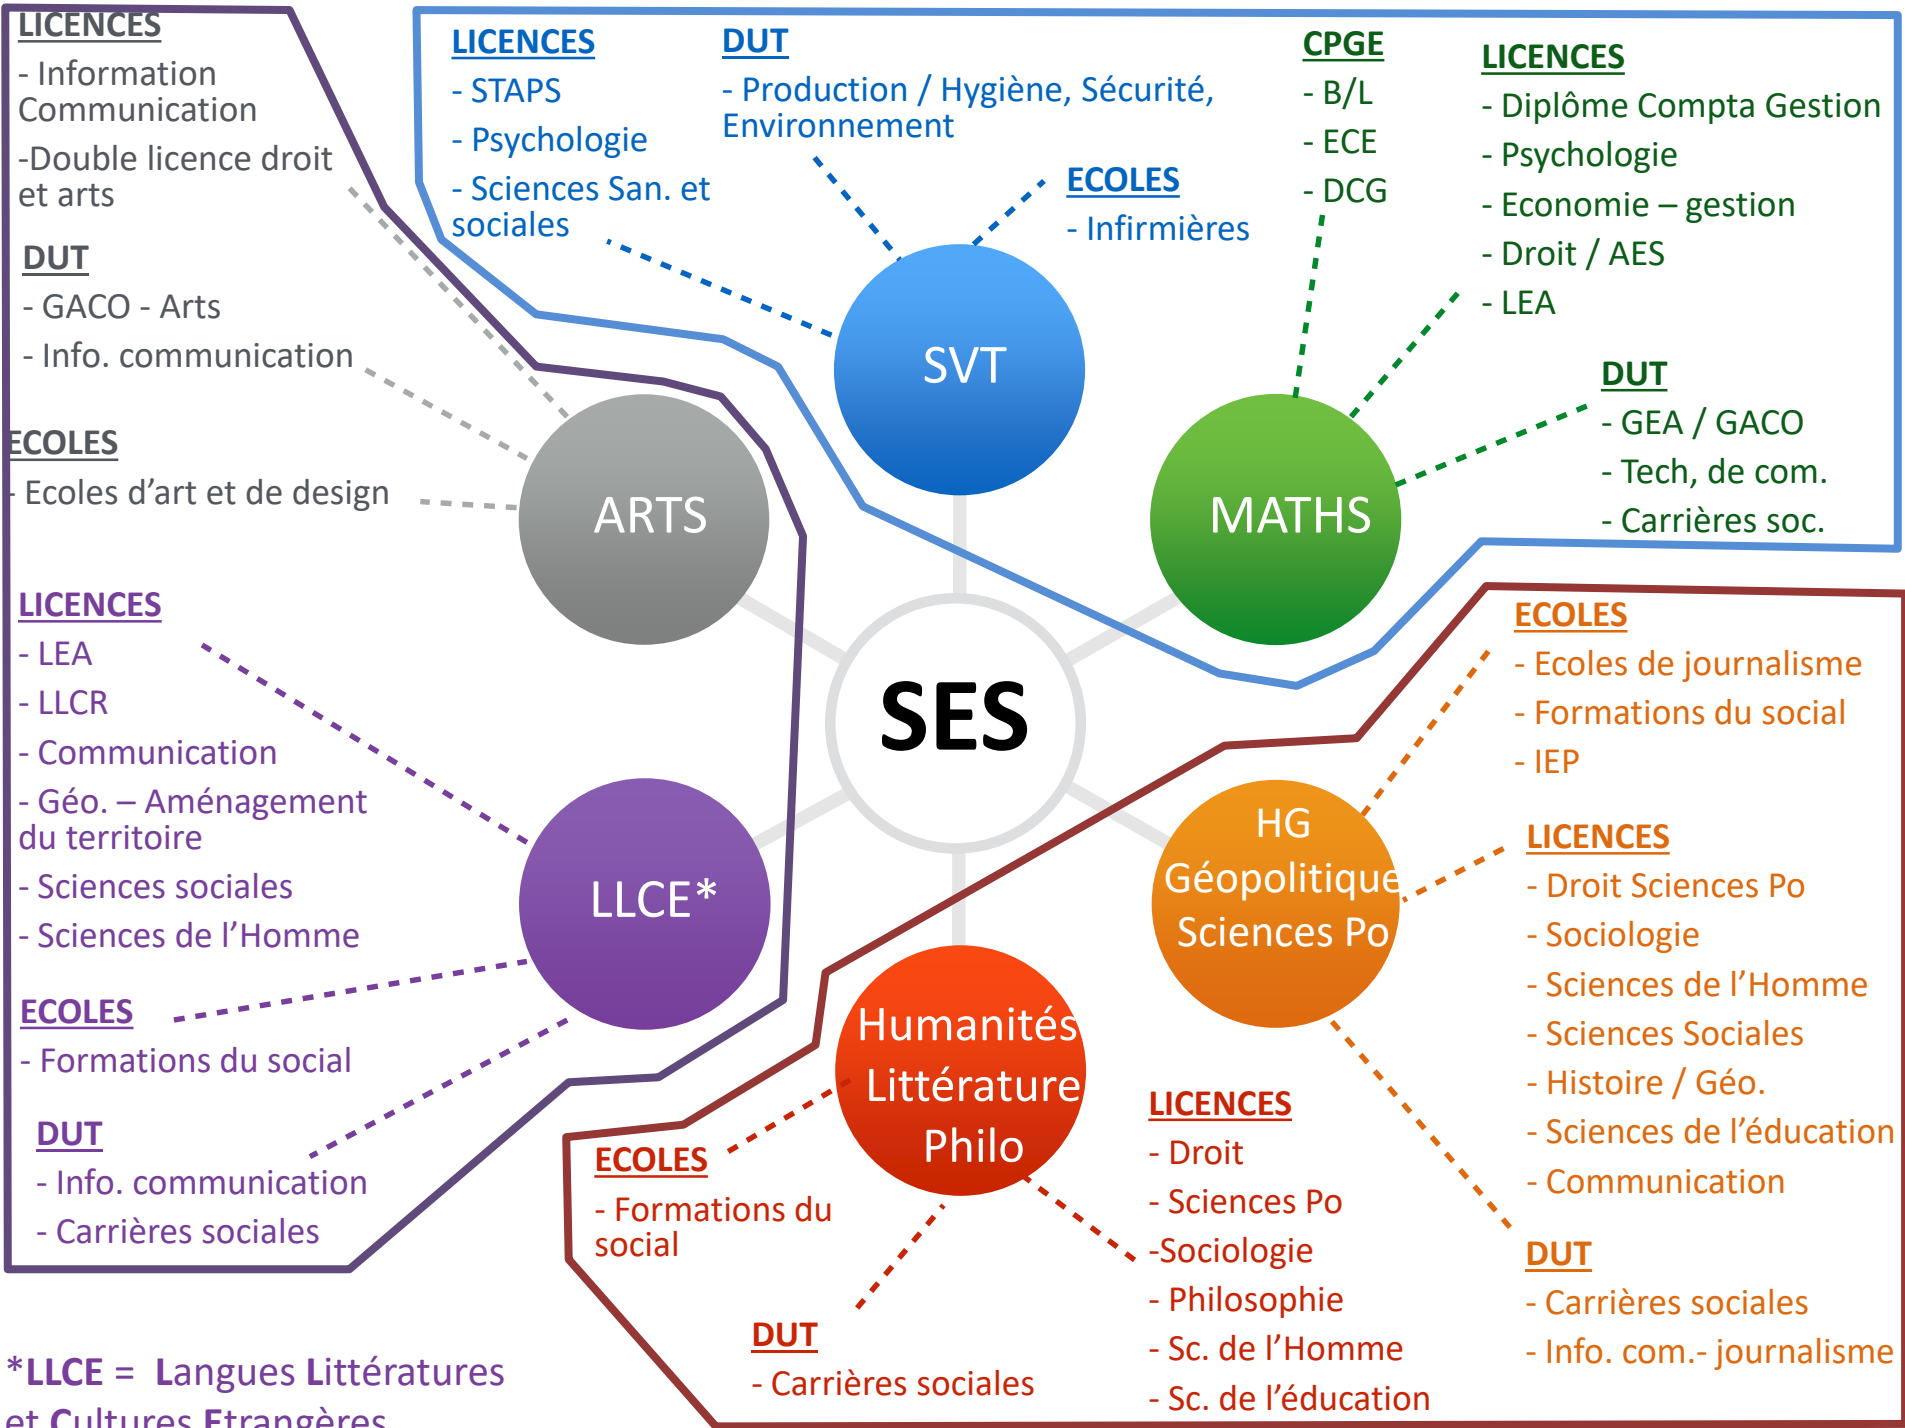 LICENCES
- Information
Communication
-Double licence droit
et arts
DUT
- GACO - Arts
- Info. communication
ECOLES
- Ecoles d’art et de design
ARTS
LICENCES
- STAPS
- Psychologie
- Sciences San. et
sociales
DUT
- Production / Hygiène, Sécurité,
Environnement
ECOLES
- Infirmières
SVT
CPGE
- B/L
- ECE
- DCG
LICENCES
- Diplôme Compta Gestion
- Psychologie
- Economie – gestion
- Droit / AES
- LEA
DUT
- GEA / GACO
- Tech, de com.
- Carrières soc.
MATHS
SES
LICENCES
- LEA
- LLCR
- Communication
- Géo. – Aménagement
du territoire
- Sciences sociales
- Sciences de l’Homme
ECOLES
- Formations du social
DUT
- Info. communication
- Carrières sociales
LLCE*
ECOLES
- Ecoles de journalisme
- Formations du social
- IEP
HG
Géopolitique
Sciences Po
LICENCES
- Droit Sciences Po
- Sociologie
- Sciences de l’Homme
- Sciences Sociales
- Histoire / Géo.
- Sciences de l’éducation
- Communication
DUT
- Carrières sociales
- Info. com.- journalisme
Humanités
Littérature
Philo
ECOLES
- Formations du
social
DUT
- Carrières sociales
LICENCES
- Droit
- Sciences Po
-Sociologie
- Philosophie
- Sc. de l’Homme
- Sc. de l’éducation
*LLCE = Langues Littératures
et Cultures Etrangères